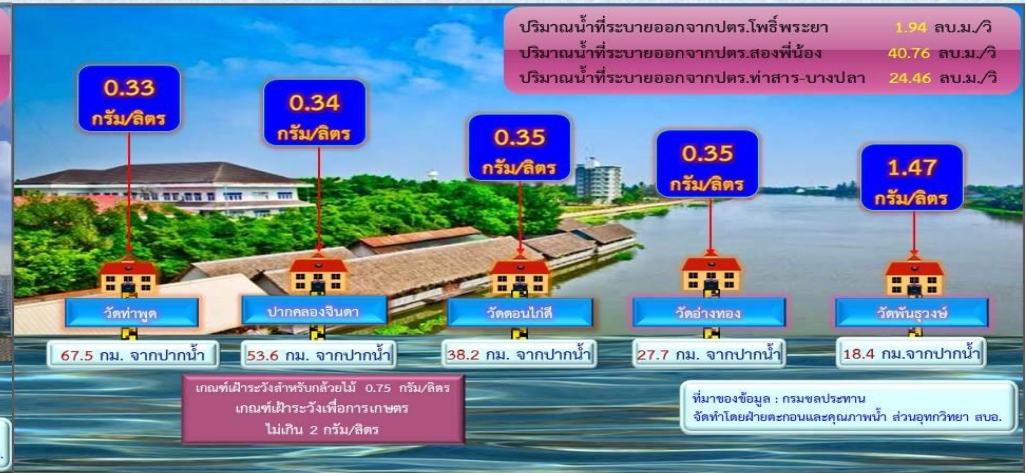 ปริมาณน้ำที่ระบายออกจากปตร.โพธิ์พระยา 1.94 ลบ.ม./วิ
ปริมาณน้ำที่ระบายออกจากปตร.สองพี่น้อง 40.76 ลบ.ม./วิ
ปริมาณน้ำที่ระบายออกจากปตร.ท่าสาร-บางปลา 24.46 ลบ.ม./วิ
0.33
กรัม/ลิตร
0.34
กรัม/ลิตร
0.35
กรัม/ลิตร
0.35
กรัม/ลิตร
1.47
กรัม/ลิตร
วัดท่าพูด
ปากคลองจินดา
วัดดอนไก่ดี
วัดอ่างทอง
วัดพันธุวงษ์
67.5 กม. จากปากน้ำ
53.6 กม. จากปากน้ำ
38.2 กม. จากปากน้ำ
27.7 กม. จากปากน้ำ
18.4 กม.จากปากน้ำ
เกณฑ์เฝ้าระวังสำหรับกล้วยไม้ 0.75 กรัม/ลิตร
เกณฑ์เฝ้าระวังเพื่อการเกษตร
ไม่เกิน 2 กรัม/ลิตร
ที่มาของข้อมูล : กรมชลประทาน
จัดทำโดยฝ่ายตะกอนและคุณภาพน้ำ ส่วนอุทกวิทยา สบอ.